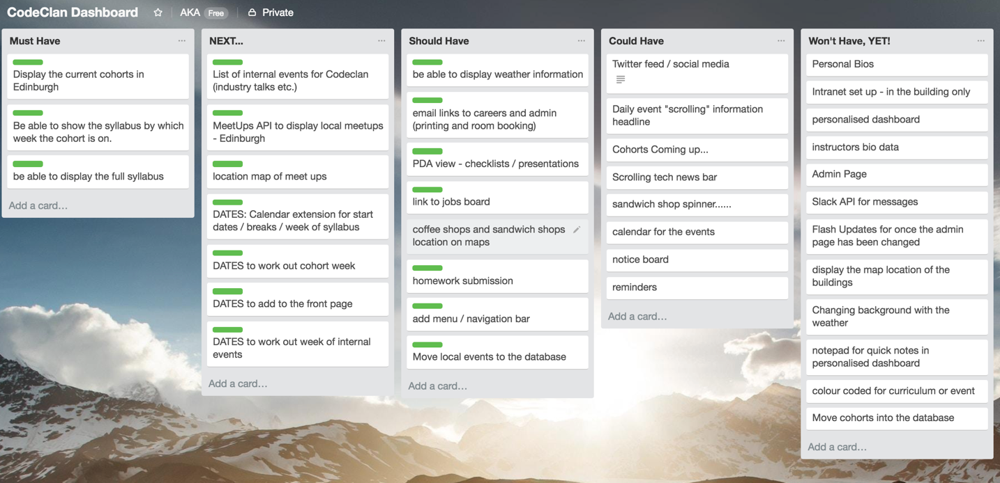 CodeClan Dashboard
AKA Free
Private
Must Have
Display the current cohorts in
Edinburgh
Be able to show the syllabus by which
week the cohort is on.
be able to display the full syllabus
Add a card…
NEXT...
List of internal events for Codeclan
(industry talks etc.)
MeetUps API to display local meetups
- Edinburgh
location map of meet ups
DATES: Calendar extension for start
dates / breaks / week of syllabus
DATES to work out cohort week
DATES to add to the front page
DATES to work out week of internal
events
Add a card…
Should Have
be able to display weather information
email links to careers and admin
(printing and room booking)
PDA view - checklists / presentations
link to jobs board
coffee shops and sandwich shops
location on maps
homework submission
add menu / navigation bar
Move local events to the database
Add a card…
Could Have
Twitter feed / social media
Daily event "scrolling" information
headline
Cohorts Coming up...
Scrolling tech news bar
sandwich shop spinner......
calendar for the events
notice board
reminders
Add a card…
Won't Have, YET!
Personal Bios
Intranet set up - in the building only
personalised dashboard
instructors bio data
Admin Page
Slack API for messages
Flash Updates for once the admin
page has been changed
display the map location of the
buildings
Changing background with the
weather
notepad for quick notes in
personalised dashboard
colour coded for curriculum or event
Move cohorts into the database
Add a card…